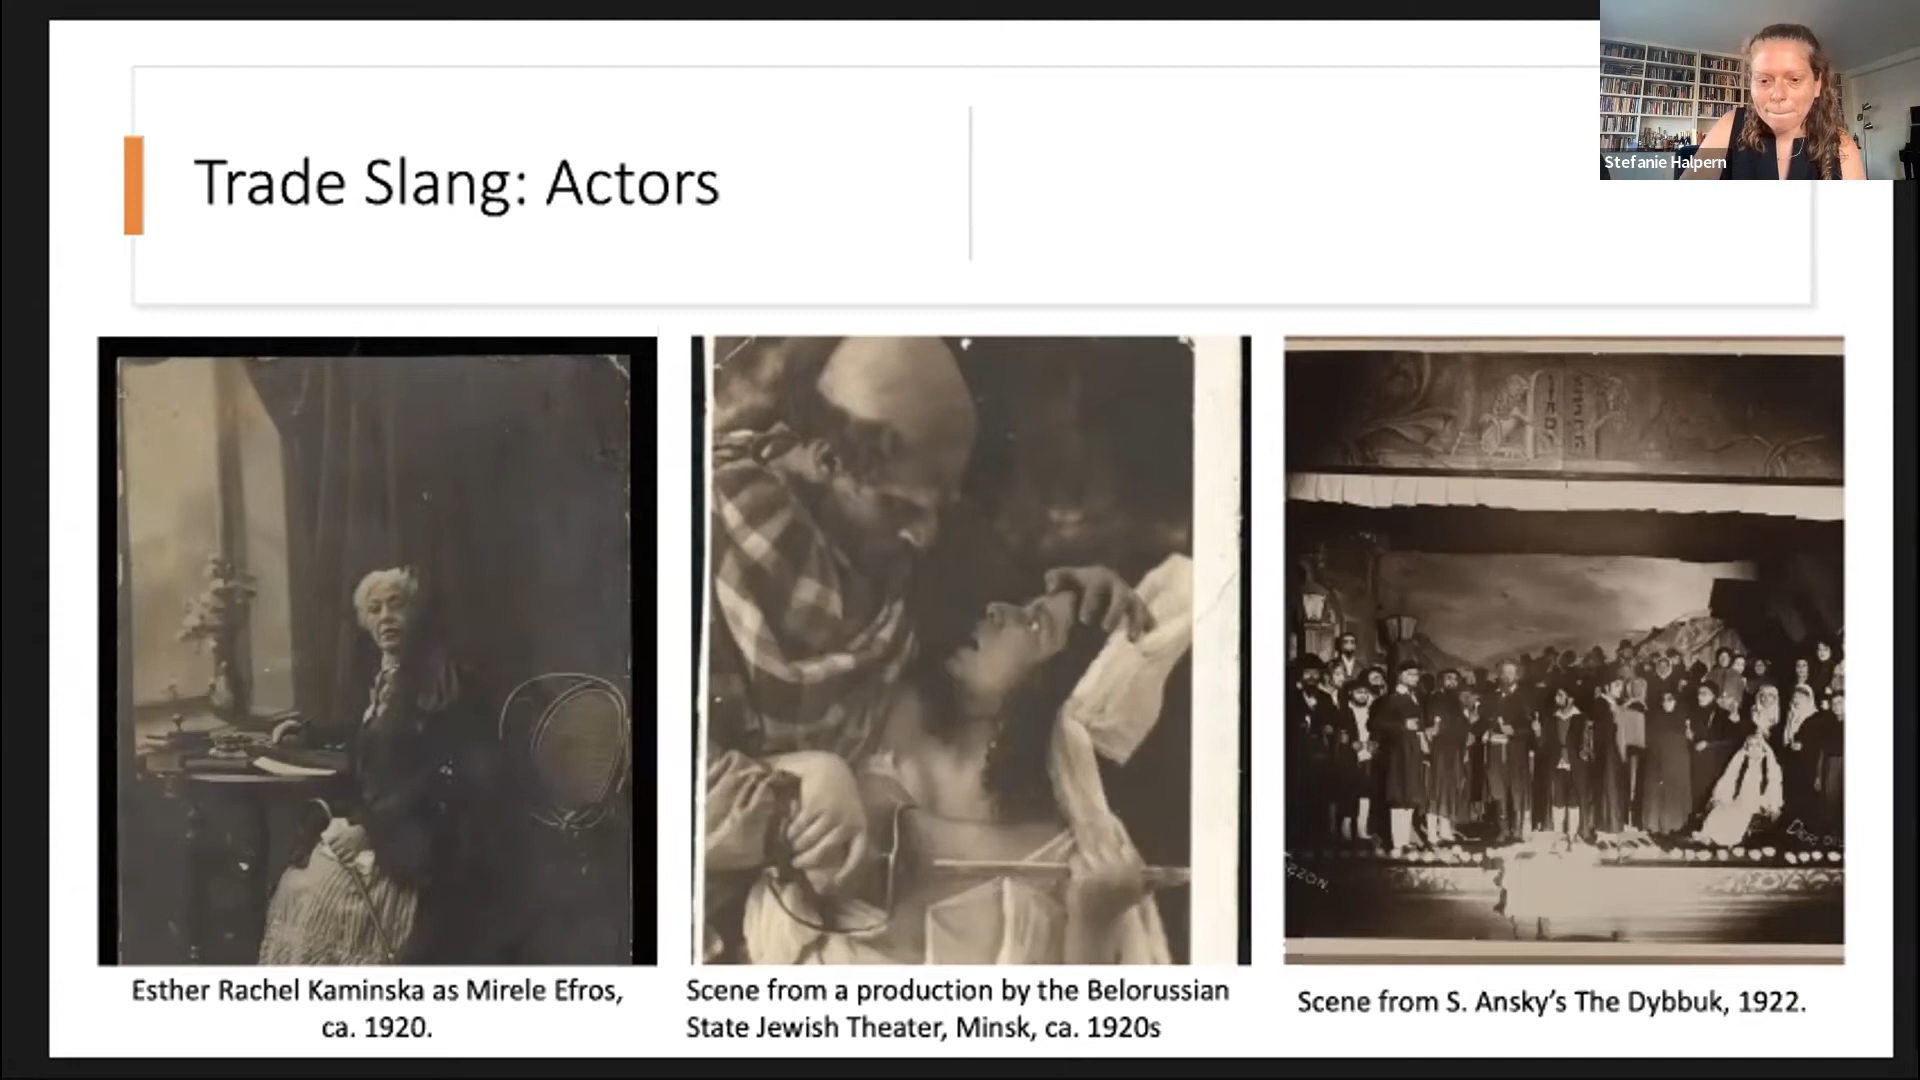 Stefanie Halpern
Trade Slang: Actors
Esther Rachel Kaminska as Mirele Efros,
ca. 1920.
Scene from a production by the Belorussian
State Jewish Theater, Minsk, ca. 1920s
Scene from S. Ansky’s The Dybbuk, 1922.